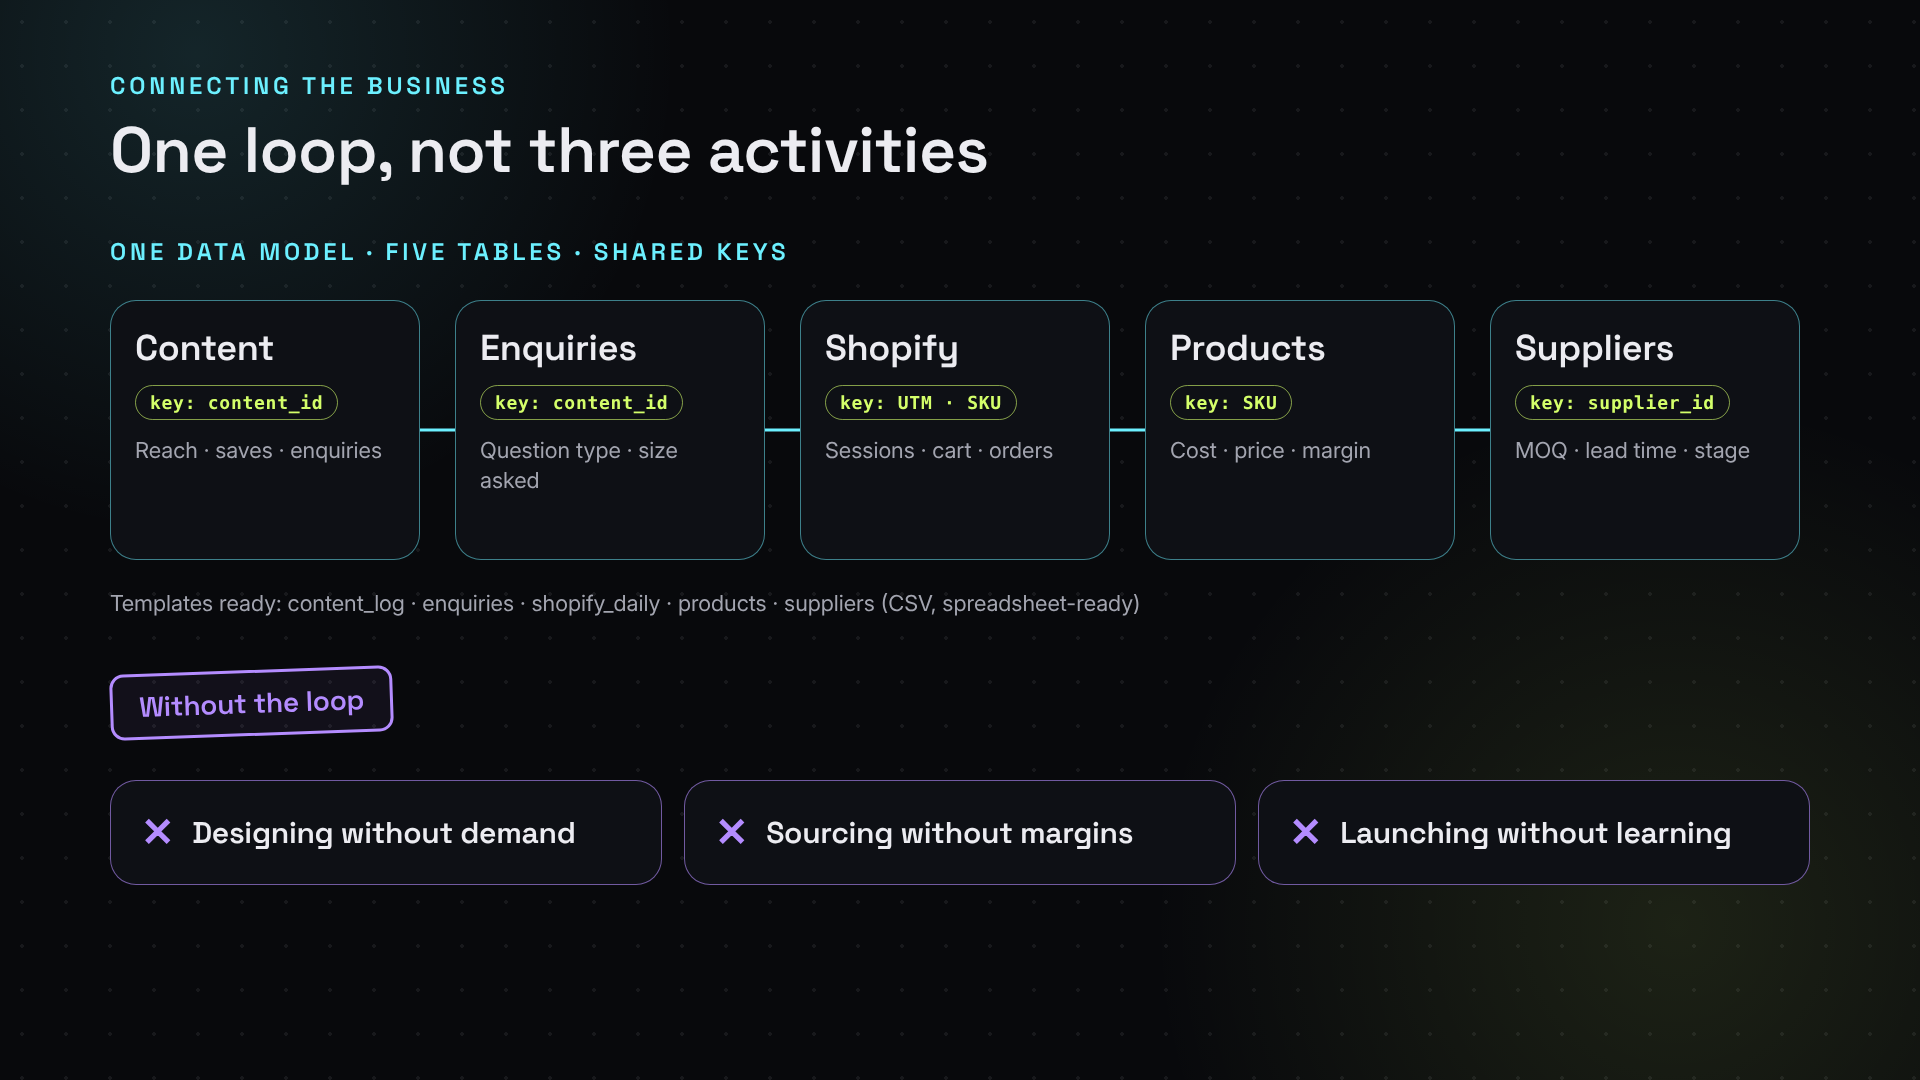 CONNECTING THE BUSINESS
One loop, not three activities
ONE DATA MODEL · FIVE TABLES · SHARED KEYS
Content
key: content_id
Reach · saves · enquiries
Enquiries
key: content_id
Question type · size
asked
Shopify
key: UTM · SKU
Sessions · cart · orders
Products
key: SKU
Cost · price · margin
Suppliers
key: supplier_id
MOQ · lead time · stage
Templates ready: content_log · enquiries · shopify_daily · products · suppliers (CSV, spreadsheet-ready)
Without the loop
✕ Designing without demand
✕ Sourcing without margins
✕ Launching without learning